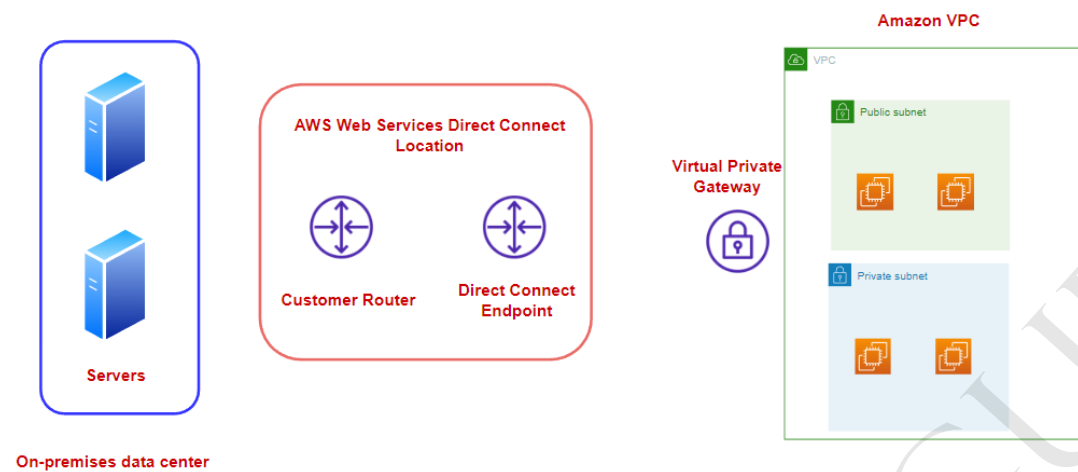 Amazon VPC
VPC
AWS Web Services Direct Connect
Location
Public subnet
Virtual Private
Gateway
Private subnet
Customer Router
Direct Connect
Endpoint
Servers
On-premises data center